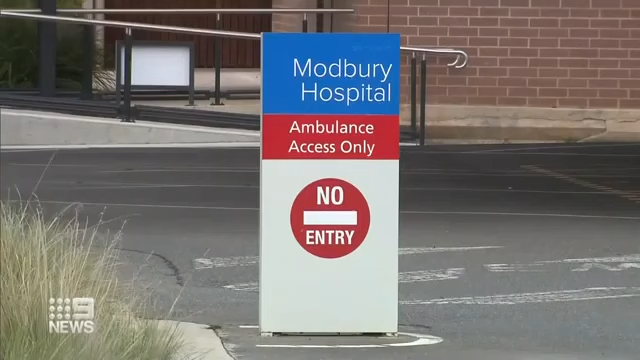 Modbury
Hospital
Ambulance
Access Only
NO
ENTRY
9
NEWS